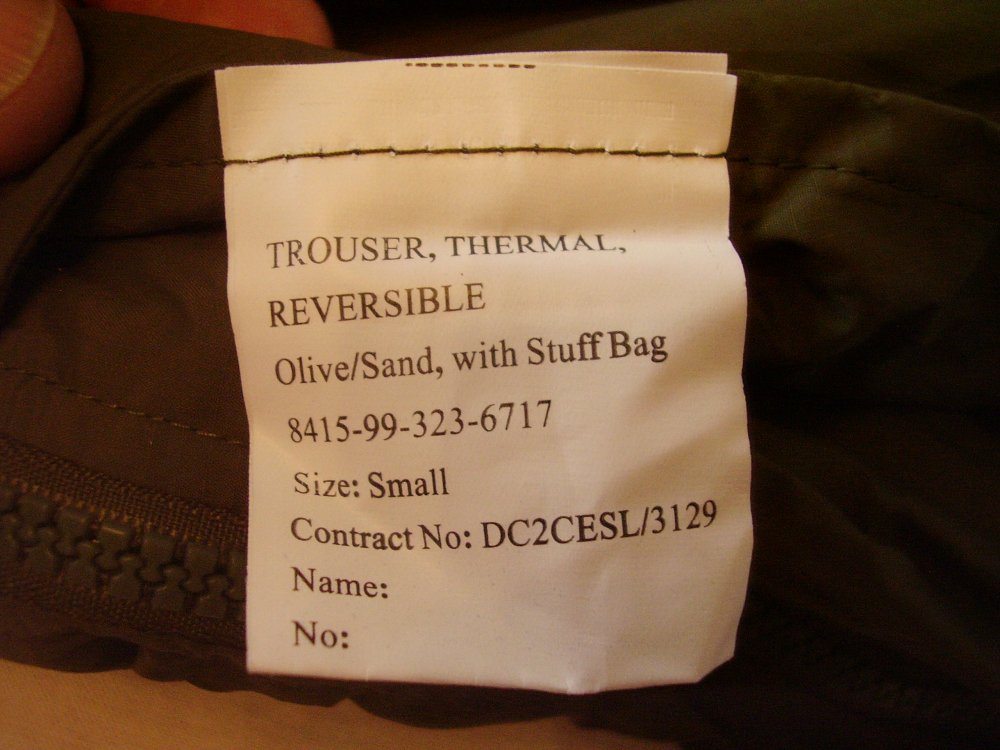 TROUSER, THERMAL,
REVERSIBLE
Olive/Sand, with Stuff Bag
8415-99-323-6717
Size: Small
Contract No: DC2CESL/3129
Name:
No: